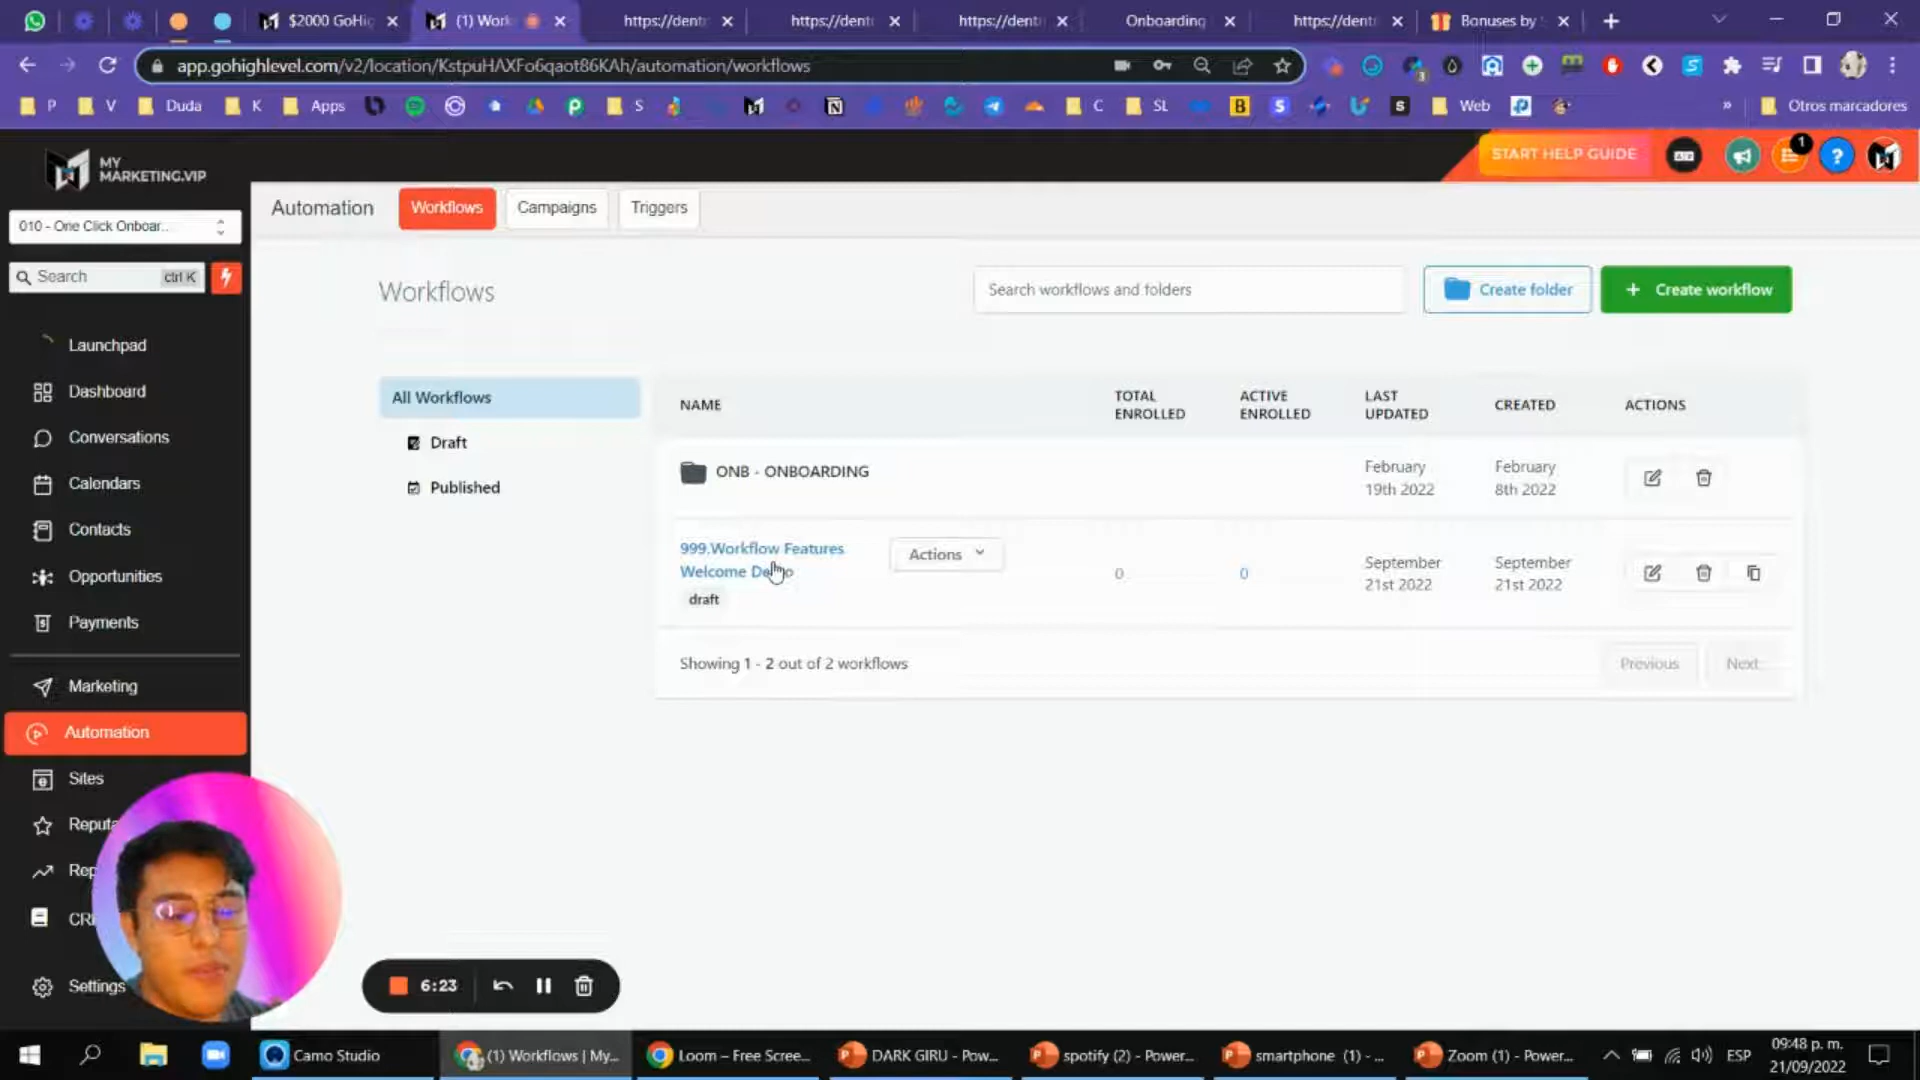 $2000 GoHig
(1) Work
https://dent
https://dent
https://dent
Onboarding
https://dent
Bonuses by
app.gohighlevel.com/v2/location/KstpuHAXFo6qaot86KAh/automation/workflows
P
V
Duda
K
Apps
S
C
SL
Web
Otros marcadores
MY
MARKETING.VIP
START HELP GUIDE
1
010 - One Click Onboar...
Automation
Workflows
Campaigns
Triggers
Search
ctrl K
Launchpad
Dashboard
Conversations
Calendars
Contacts
Opportunities
Payments
Marketing
Automation
Sites
Reputa
Rep
CR
Settings
Workflows
Search workflows and folders
Create folder
+ Create workflow
All Workflows
Draft
Published
NAME
TOTAL
ENROLLED
ACTIVE
ENROLLED
LAST
UPDATED
CREATED
ACTIONS
ONB - ONBOARDING
February
19th 2022
February
8th 2022
999.Workflow Features
Welcome Demo
draft
Actions
0
0
September
21st 2022
September
21st 2022
Showing 1 - 2 out of 2 workflows
Previous
Next
6:23
Camo Studio
(1) Workflows | My...
Loom – Free Scree...
DARK GIRU - Pow...
spotify (2) - Power...
smartphone (1) - ...
Zoom (1) - Power...
ESP
09:48 p. m.
21/09/2022